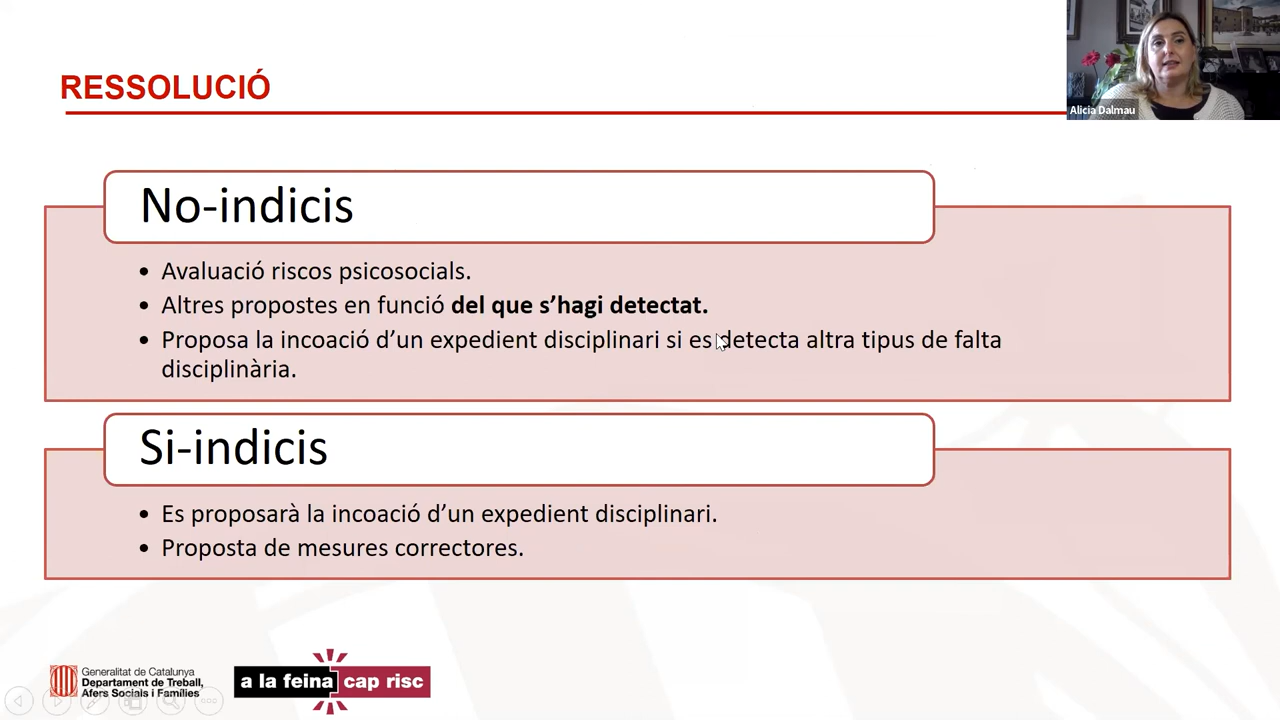 RESSOLUCIÓ
Alicia Dalmau
No-indicis
• Avaluació riscos psicosocials.
• Altres propostes en funció del que s’hagi detectat.
• Proposa la incoació d’un expedient disciplinari si es detecta altra tipus de falta
disciplinària.
Si-indicis
• Es proposarà la incoació d’un expedient disciplinari.
• Proposta de mesures correctores.
Generalitat de Catalunya
Departament de Treball,
Afers Socials i Famílies
a la feina cap risc